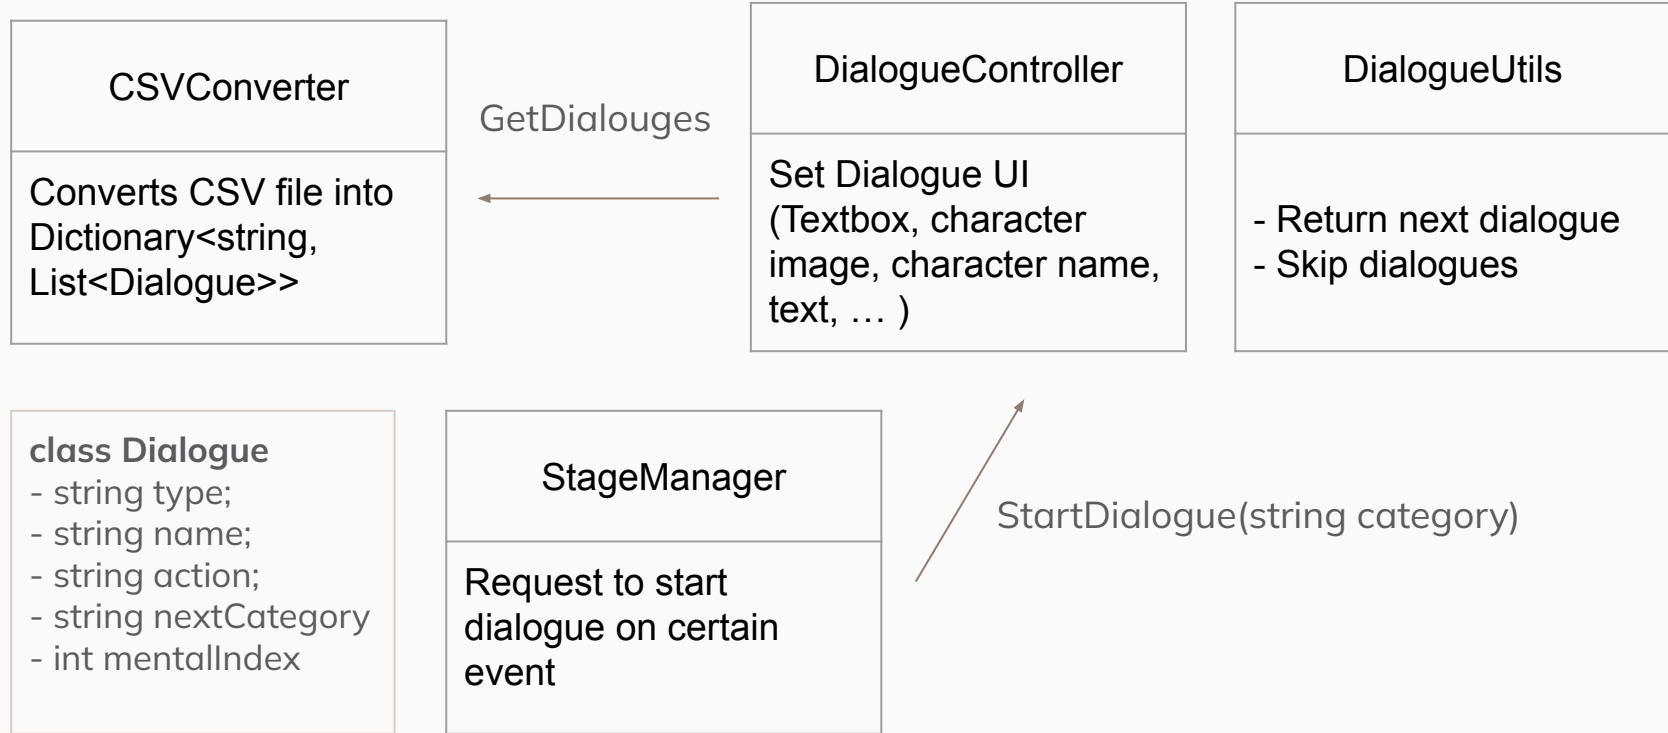 CSVConverter
Converts CSV file into
Dictionary<string,
List<Dialogue>>
GetDialouges
DialogueController
Set Dialogue UI
(Textbox, character
image, character name,
text, … )
DialogueUtils
- Return next dialogue
- Skip dialogues
class Dialogue
- string type;
- string name;
- string action;
- string nextCategory
- int mentalIndex
StageManager
Request to start
dialogue on certain
event
StartDialogue(string category)